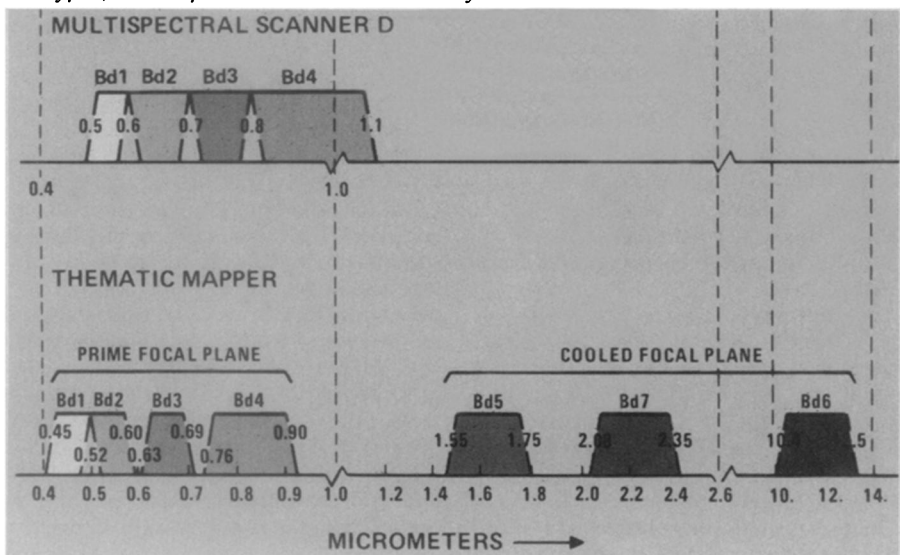 MULTISPECTRAL SCANNER D
Bd1 Bd2 Bd3 Bd4
0.5 0.6 0.7 0.8 1.1
0.4 1.0
THEMATIC MAPPER
PRIME FOCAL PLANE COOLED FOCAL PLANE
Bd1 Bd2 Bd3 Bd4 Bd5 Bd7 Bd6
0.45 0.60 0.69 0.90 1.55 1.75 2.08 2.35
0.52 0.63 0.76
0.4 0.5 0.6 0.7 0.8 0.9 1.0 1.2 1.4 1.6 1.8 2.0 2.2 2.4 2.6 10. 12. 14.
MICROMETERS